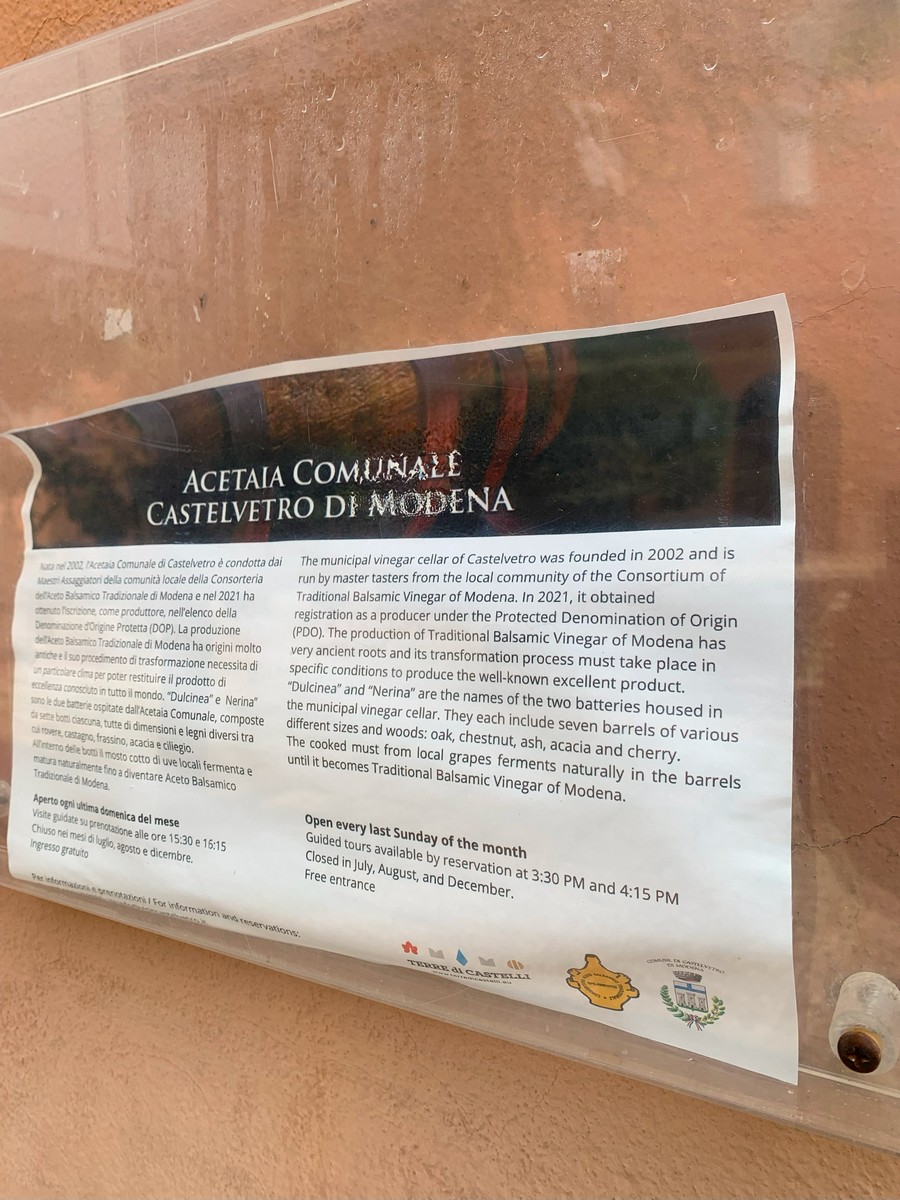 ACETAIA COMUNALE
CASTELVETRO DI MODENA
Nata nel 2002, l'Acetaia Comunale di Castelvetro è condotta dai
Maestri Assaggiatori della comunità locale della Consorteria
dell'Aceto Balsamico Tradizionale di Modena e nel 2021 ha
ottenuto l'iscrizione, come produttore, nell'elenco della
Denominazione d'Origine Protetta (DOP). La produzione
dell'Aceto Balsamico Tradizionale di Modena ha origini molto
antiche e il suo procedimento di trasformazione necessita di
un particolare clima per poter restituire il prodotto di
eccellenza conosciuto in tutto il mondo. "Dulcinea" e Nerina"
sono le due batterie ospitate dall'Acetaia Comunale, composte
da sette botti ciascuna, tutte di dimensioni e legni diversi tra
cui rovere, castagno, frassino, acacia e ciliegio.
All'interno delle botti il mosto cotto di uve locali fermenta e
matura naturalmente fino a diventare Aceto Balsamico
Tradizionale di Modena.
Aperto ogni ultima domenica del mese
Visite guidate su prenotazione alle ore 15:30 e 16:15
Chiuso nei mesi di luglio, agosto e dicembre.
Ingresso gratuito
The municipal vinegar cellar of Castelvetro was founded in 2002 and is
run by master tasters from the local community of the Consortium of
Traditional Balsamic Vinegar of Modena. In 2021, it obtained
registration as a producer under the Protected Denomination of Origin
(PDO). The production of Traditional Balsamic Vinegar of Modena has
very ancient roots and its transformation process must take place in
specific conditions to produce the well-known excellent product.
"Dulcinea" and "Nerina" are the names of the two batteries housed in
the municipal vinegar cellar. They each include seven barrels of various
different sizes and woods: oak, chestnut, ash, acacia and cherry.
The cooked must from local grapes ferments naturally in the barrels
until it becomes Traditional Balsamic Vinegar of Modena.
Open every last Sunday of the month
Guided tours available by reservation at 3:30 PM and 4:15 PM
Closed in July, August, and December.
Free entrance
Per informazioni e prenotazioni / For information and reservations:
TERRE di CASTELLI
www.terredicastelli.eu
COMUNE DI CASTELVETRO
DI MODENA